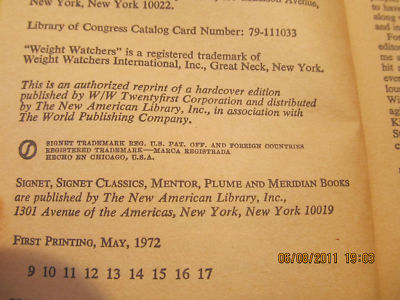 New York, New York 10022.
Avenue,
Library of Congress Catalog Card Number: 79-111033
"Weight Watchers" is a registered trademark of
Weight Watchers International, Inc., Great Neck, New York.
This is an authorized reprint of a hardcover edition
published by W/W Twentyfirst Corporation and distributed
by The New American Library, Inc., in association with
The World Publishing Company.
SIGNET TRADEMARK REG. U.S. PAT. OFF. AND FOREIGN COUNTRIES
REGISTERED TRADEMARK—MARCA REGISTRADA
HECHO EN CHICAGO, U.S.A.
SIGNET, SIGNET CLASSICS, MENTOR, PLUME AND MERIDIAN BOOKS
are published by The New American Library, Inc.,
1301 Avenue of the Americas, New York, New York 10019
FIRST PRINTING, MAY, 1972
9 10 11 12 13 14 15 16 17
06/08/2011 19:03